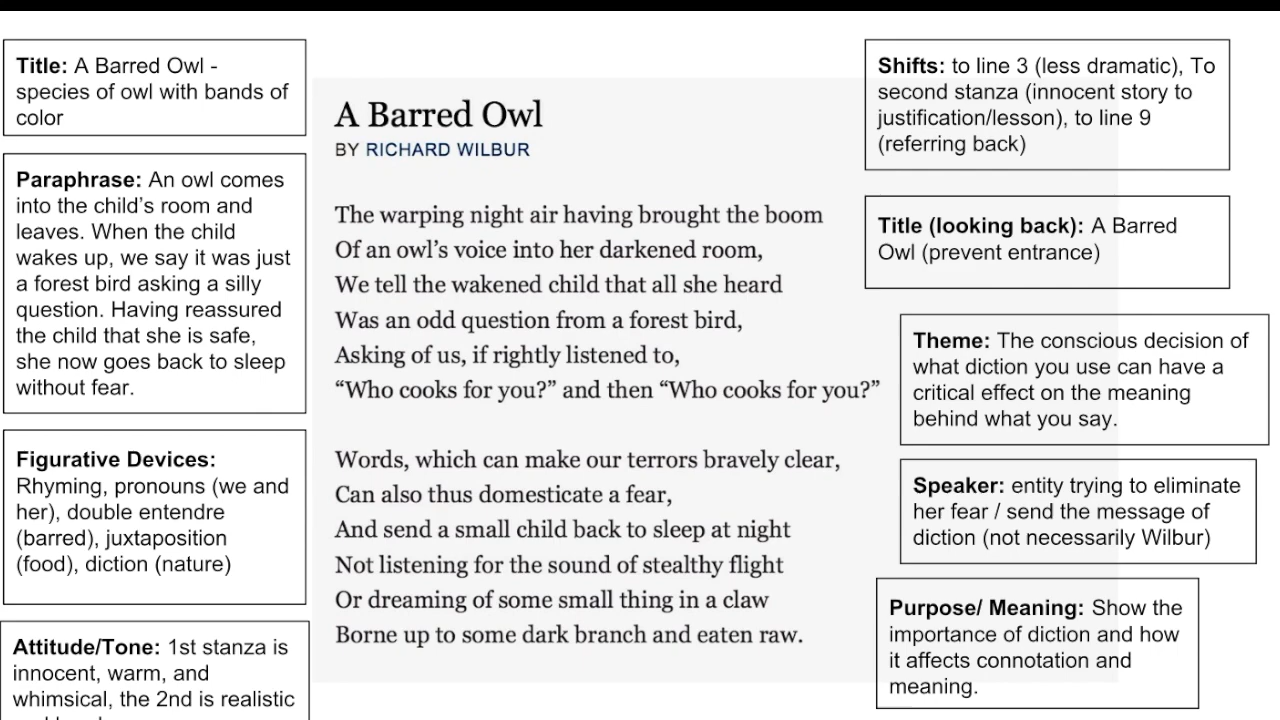 Title: A Barred Owl -
species of owl with bands of
color
Paraphrase: An owl comes
into the child's room and
leaves. When the child
wakes up, we say it was just
a forest bird asking a silly
question. Having reassured
the child that she is safe,
she now goes back to sleep
without fear.
Figurative Devices:
Rhyming, pronouns (we and
her), double entendre
(barred), juxtaposition
(food), diction (nature)
Attitude/Tone: 1st stanza is
innocent, warm, and
whimsical, the 2nd is realistic
A Barred Owl
BY RICHARD WILBUR
The warping night air having brought the boom
Of an owl's voice into her darkened room,
We tell the wakened child that all she heard
Was an odd question from a forest bird,
Asking of us, if rightly listened to,
“Who cooks for you?” and then “Who cooks for you?”
Words, which can make our terrors bravely clear,
Can also thus domesticate a fear,
And send a small child back to sleep at night
Not listening for the sound of stealthy flight
Or dreaming of some small thing in a claw
Borne up to some dark branch and eaten raw.
Shifts: to line 3 (less dramatic), To
second stanza (innocent story to
justification/lesson), to line 9
(referring back)
Title (looking back): A Barred
Owl (prevent entrance)
Theme: The conscious decision of
what diction you use can have a
critical effect on the meaning
behind what you say.
Speaker: entity trying to eliminate
her fear / send the message of
diction (not necessarily Wilbur)
Purpose/ Meaning: Show the
importance of diction and how
it affects connotation and
meaning.